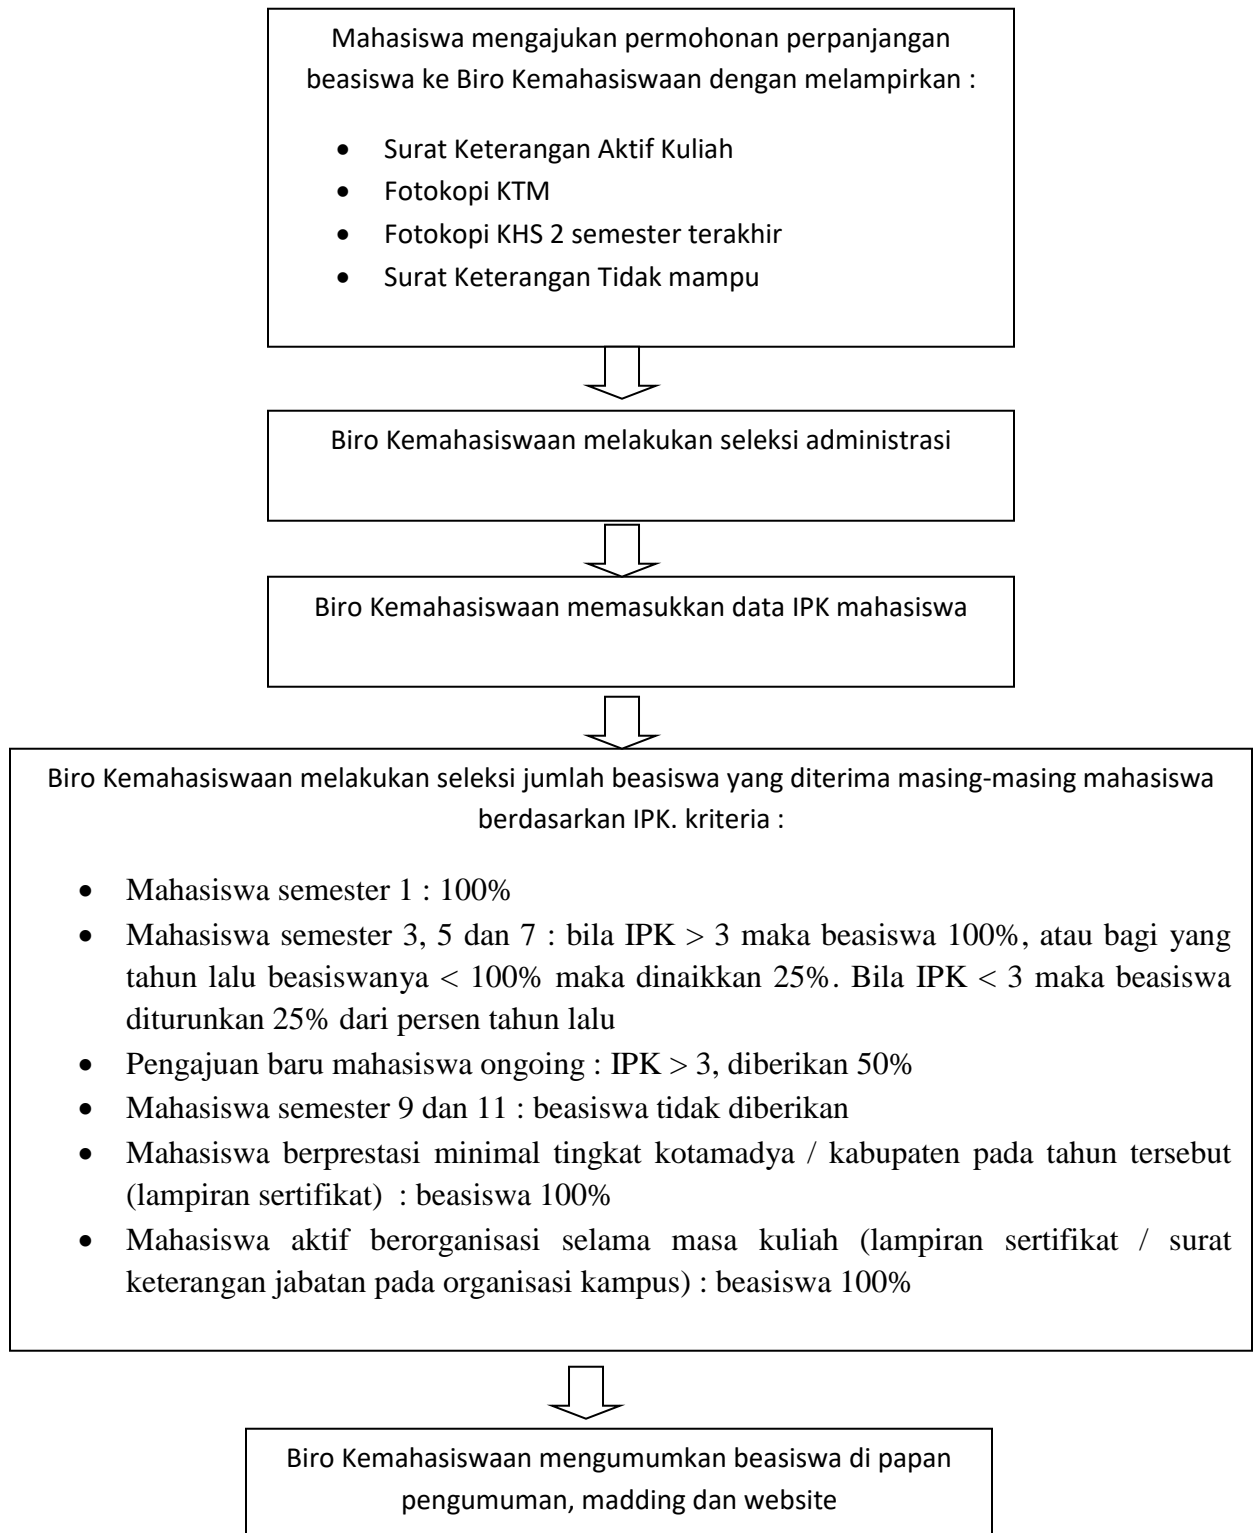 Mahasiswa mengajukan permohonan perpanjangan
beasiswa ke Biro Kemahasiswaan dengan melampirkan :
• Surat Keterangan Aktif Kuliah
• Fotokopi KTM
• Fotokopi KHS 2 semester terakhir
• Surat Keterangan Tidak mampu
Biro Kemahasiswaan melakukan seleksi administrasi
Biro Kemahasiswaan memasukkan data IPK mahasiswa
Biro Kemahasiswaan melakukan seleksi jumlah beasiswa yang diterima masing-masing mahasiswa
berdasarkan IPK. kriteria :
• Mahasiswa semester 1 : 100%
• Mahasiswa semester 3, 5 dan 7 : bila IPK > 3 maka beasiswa 100%, atau bagi yang
tahun lalu beasiswanya < 100% maka dinaikkan 25%. Bila IPK < 3 maka beasiswa
diturunkan 25% dari persen tahun lalu
• Pengajuan baru mahasiswa ongoing : IPK > 3, diberikan 50%
• Mahasiswa semester 9 dan 11 : beasiswa tidak diberikan
• Mahasiswa berprestasi minimal tingkat kotamadya / kabupaten pada tahun tersebut
(lampiran sertifikat) : beasiswa 100%
• Mahasiswa aktif berorganisasi selama masa kuliah (lampiran sertifikat / surat
keterangan jabatan pada organisasi kampus) : beasiswa 100%
Biro Kemahasiswaan mengumumkan beasiswa di papan
pengumuman, madding dan website